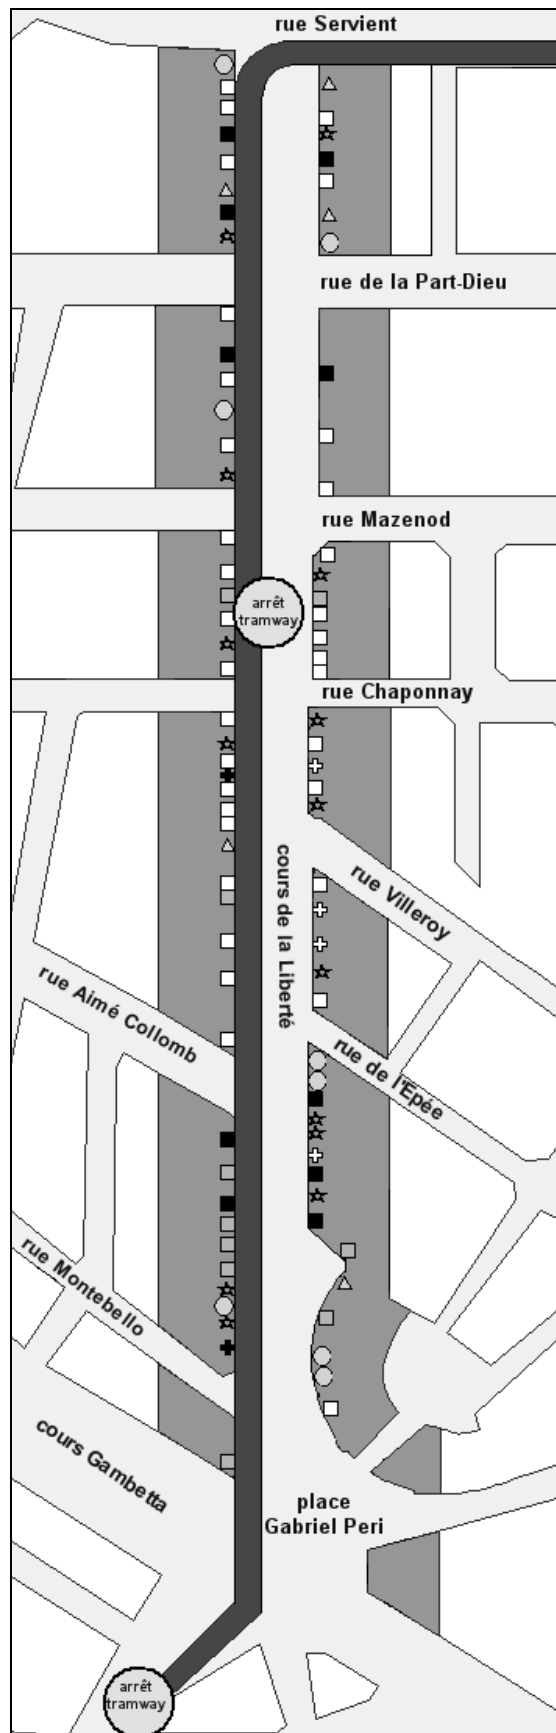 rue Servient
rue de la Part-Dieu
rue Mazenod
arrêt
tramway
rue Chaponnay
cours de la Liberté
rue Villeroy
rue Aimé Collomb
rue de l'Epée
rue Montebello
cours Gambetta
place
Gabriel Peri
arrêt
tramway